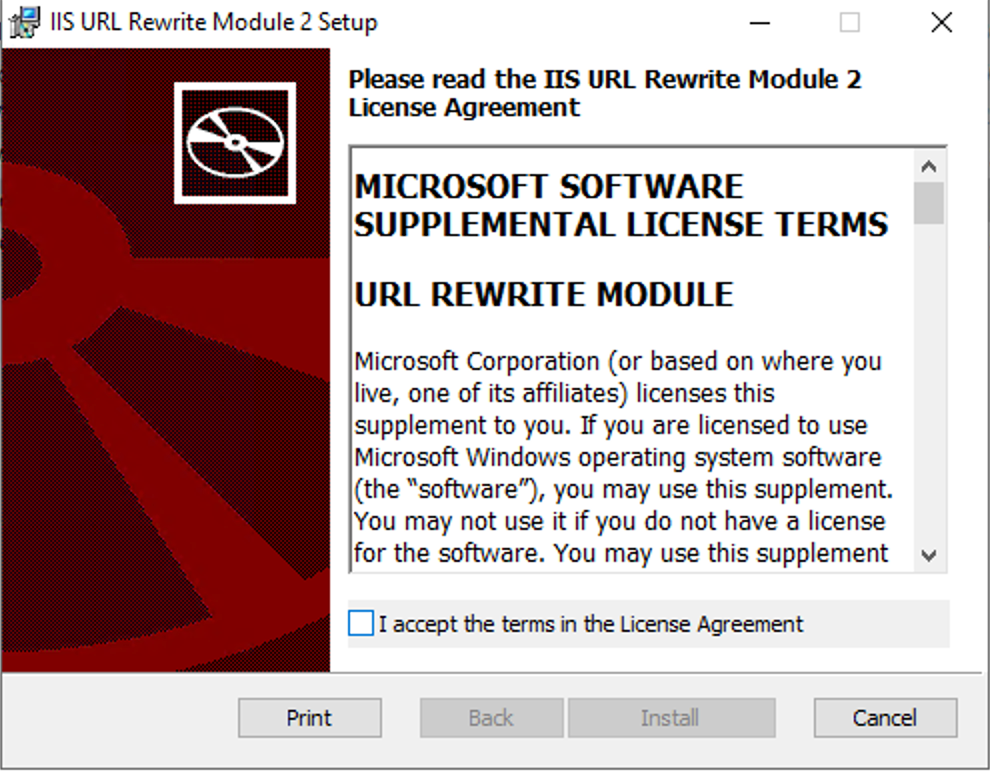 IIS URL Rewrite Module 2 Setup
Please read the IIS URL Rewrite Module 2
License Agreement
MICROSOFT SOFTWARE
SUPPLEMENTAL LICENSE TERMS
URL REWRITE MODULE
Microsoft Corporation (or based on where you
live, one of its affiliates) licenses this
supplement to you. If you are licensed to use
Microsoft Windows operating system software
(the “software”), you may use this supplement.
You may not use it if you do not have a license
for the software. You may use this supplement
I accept the terms in the License Agreement
Print
Back
Install
Cancel